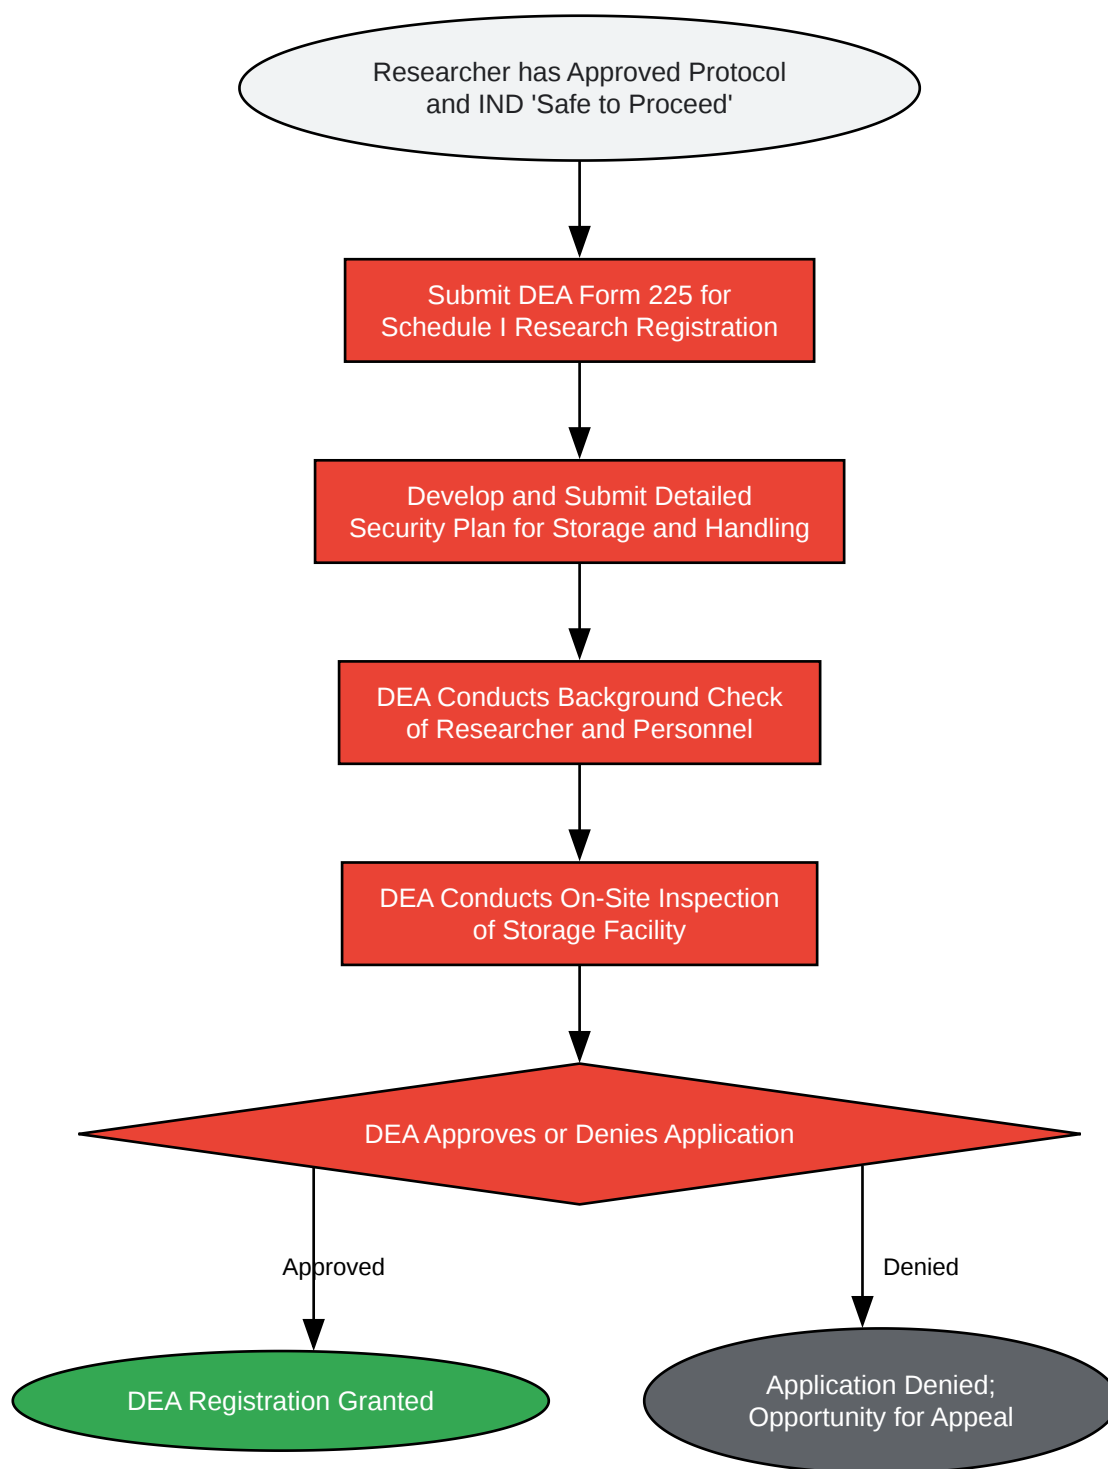 Researcher has Approved Protocol
and IND 'Safe to Proceed'
Submit DEA Form 225 for
Schedule I Research Registration
Develop and Submit Detailed
Security Plan for Storage and Handling
DEA Conducts Background Check
of Researcher and Personnel
DEA Conducts On-Site Inspection
of Storage Facility
DEA Approves or Denies Application
Approved
Denied
DEA Registration Granted
Application Denied;
Opportunity for Appeal